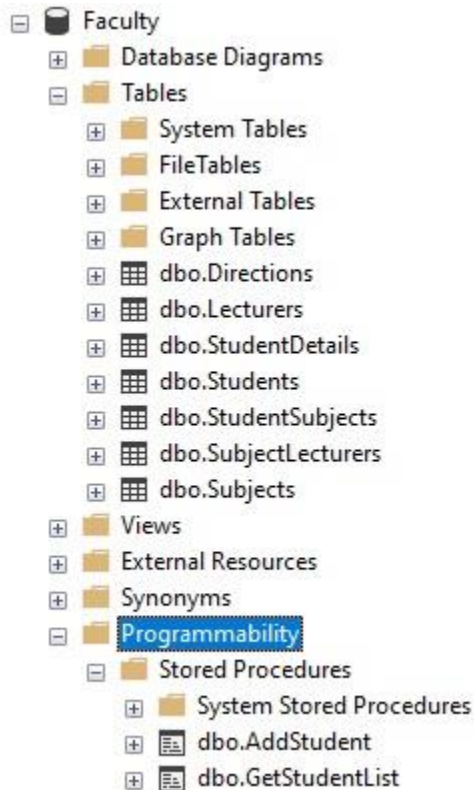 Faculty
Database Diagrams
Tables
System Tables
FileTables
External Tables
Graph Tables
dbo.Directions
dbo.Lecturers
dbo.StudentDetails
dbo.Students
dbo.StudentSubjects
dbo.SubjectLecturers
dbo.Subjects
Views
External Resources
Synonyms
Programmability
Stored Procedures
System Stored Procedures
dbo.AddStudent
dbo.GetStudentList